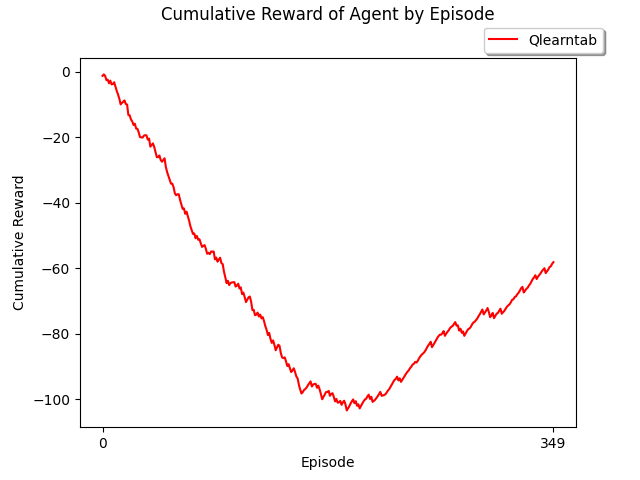 Cumulative Reward of Agent by Episode
Qlearntab
0
−20
−40
−60
−80
−100
Cumulative Reward
0
349
Episode